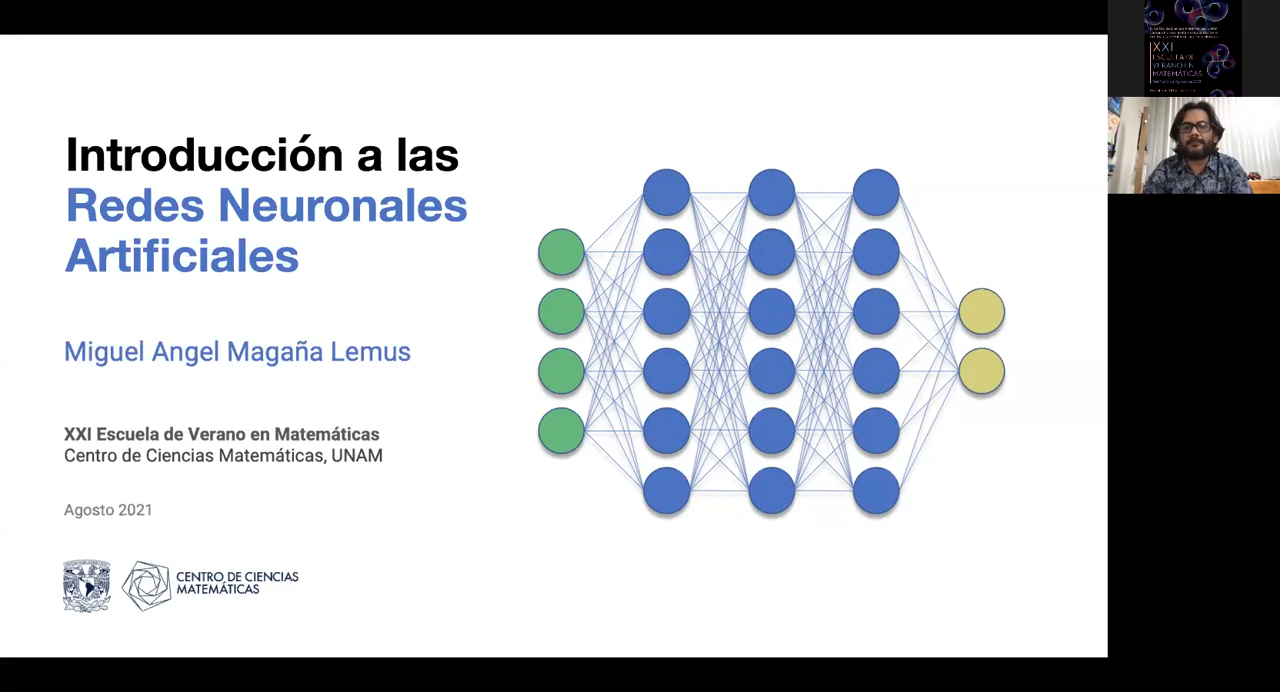 Introducción a las
Redes Neuronales
Artificiales
Miguel Angel Magaña Lemus
XXI Escuela de Verano en Matemáticas
Centro de Ciencias Matemáticas, UNAM
Agosto 2021
CENTRO DE CIENCIAS
MATEMÁTICAS
XXI
ESCUELA DE
VERANO EN
MATEMÁTICAS